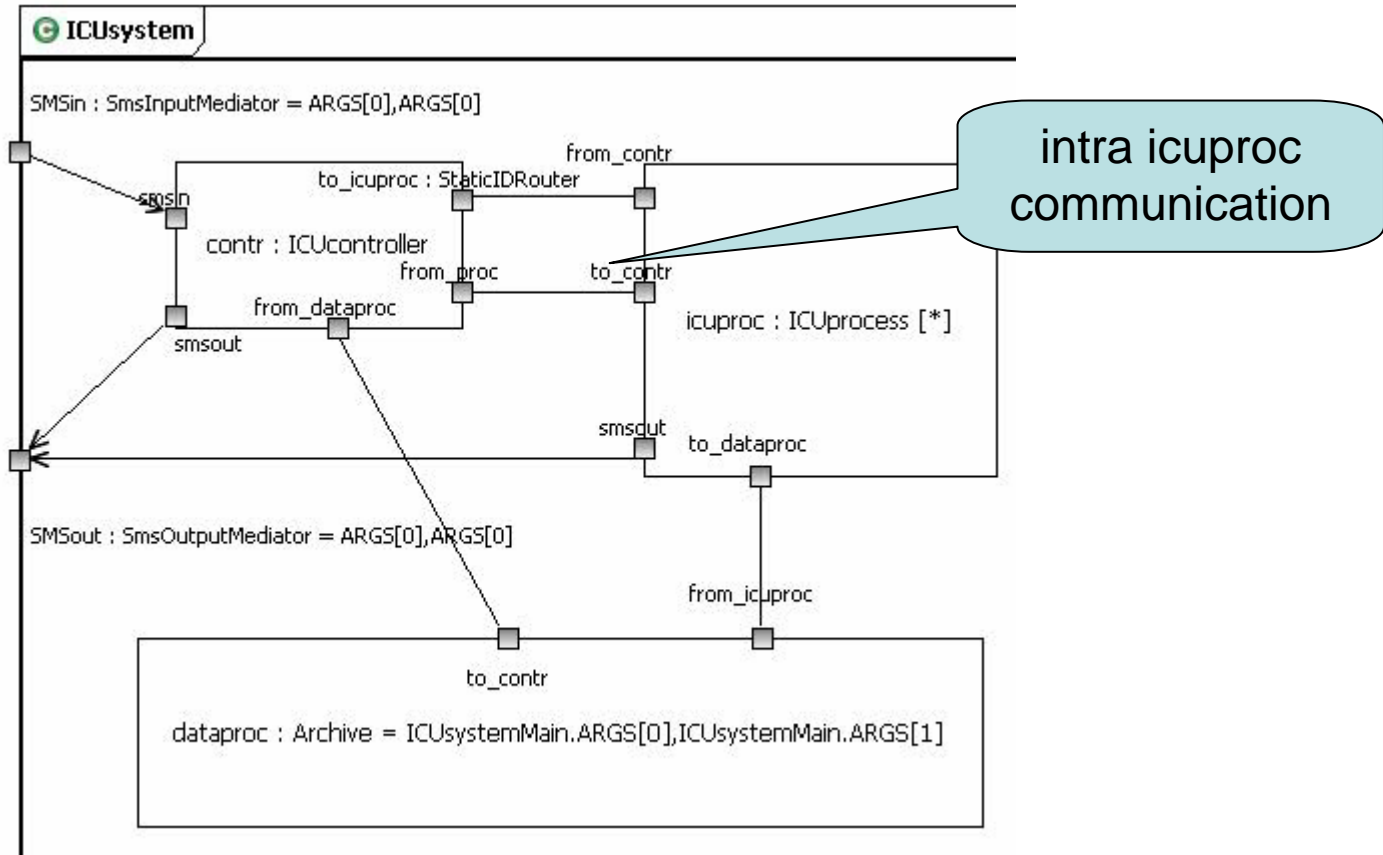 ICUsystem
SMSin : SmsInputMediator = ARGS[0],ARGS[0]
intra icuproc
communication
from_contr
to_icuproc : StaticIDRouter
smsin
contr : ICUcontroller
from_proc
to_contr
from_dataproc
icuproc : ICUprocess [*]
smsout
smsout
to_dataproc
SMSout : SmsOutputMediator = ARGS[0],ARGS[0]
from_icuproc
to_contr
dataproc : Archive = ICUsystemMain.ARGS[0],ICUsystemMain.ARGS[1]